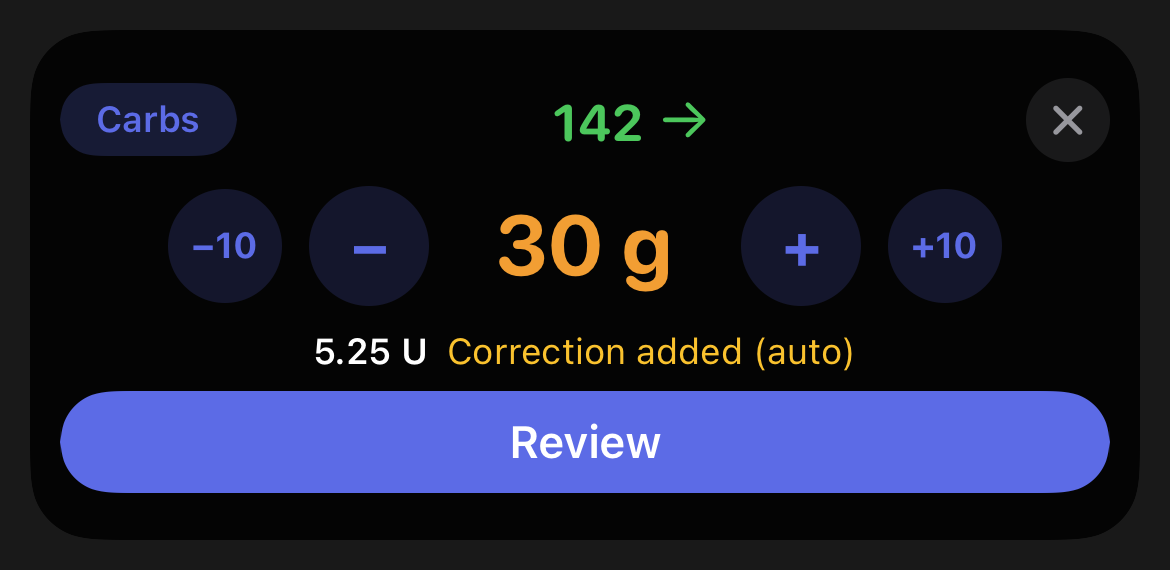 Carbs
142 →
−10 − 30 g + +10
5.25 U Correction added (auto)
Review